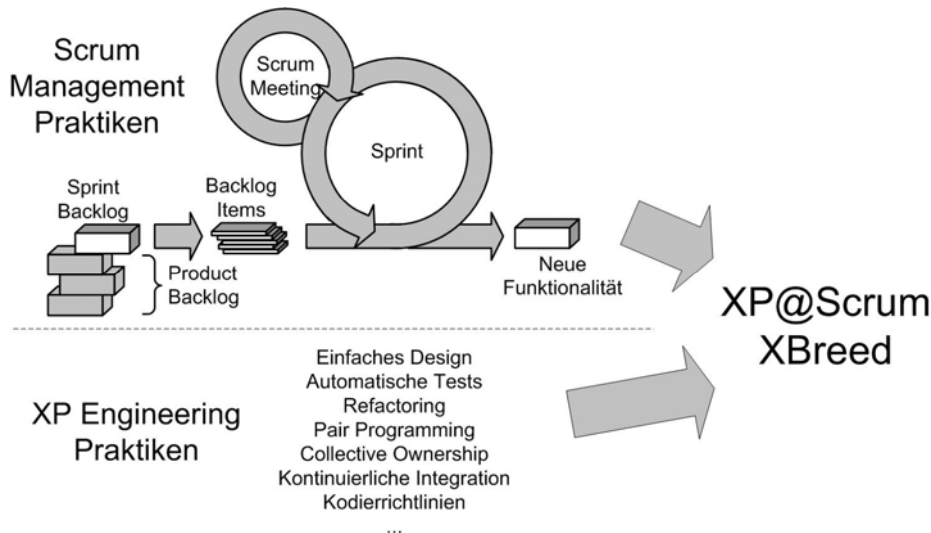 Scrum
Management
Praktiken
Scrum
Meeting
Sprint
Sprint
Backlog
Backlog
Items
Product
Backlog
Neue
Funktionalität
XP@Scrum
XBreed
XP Engineering
Praktiken
Einfaches Design
Automatische Tests
Refactoring
Pair Programming
Collective Ownership
Kontinuierliche Integration
Kodierrichtlinien
...